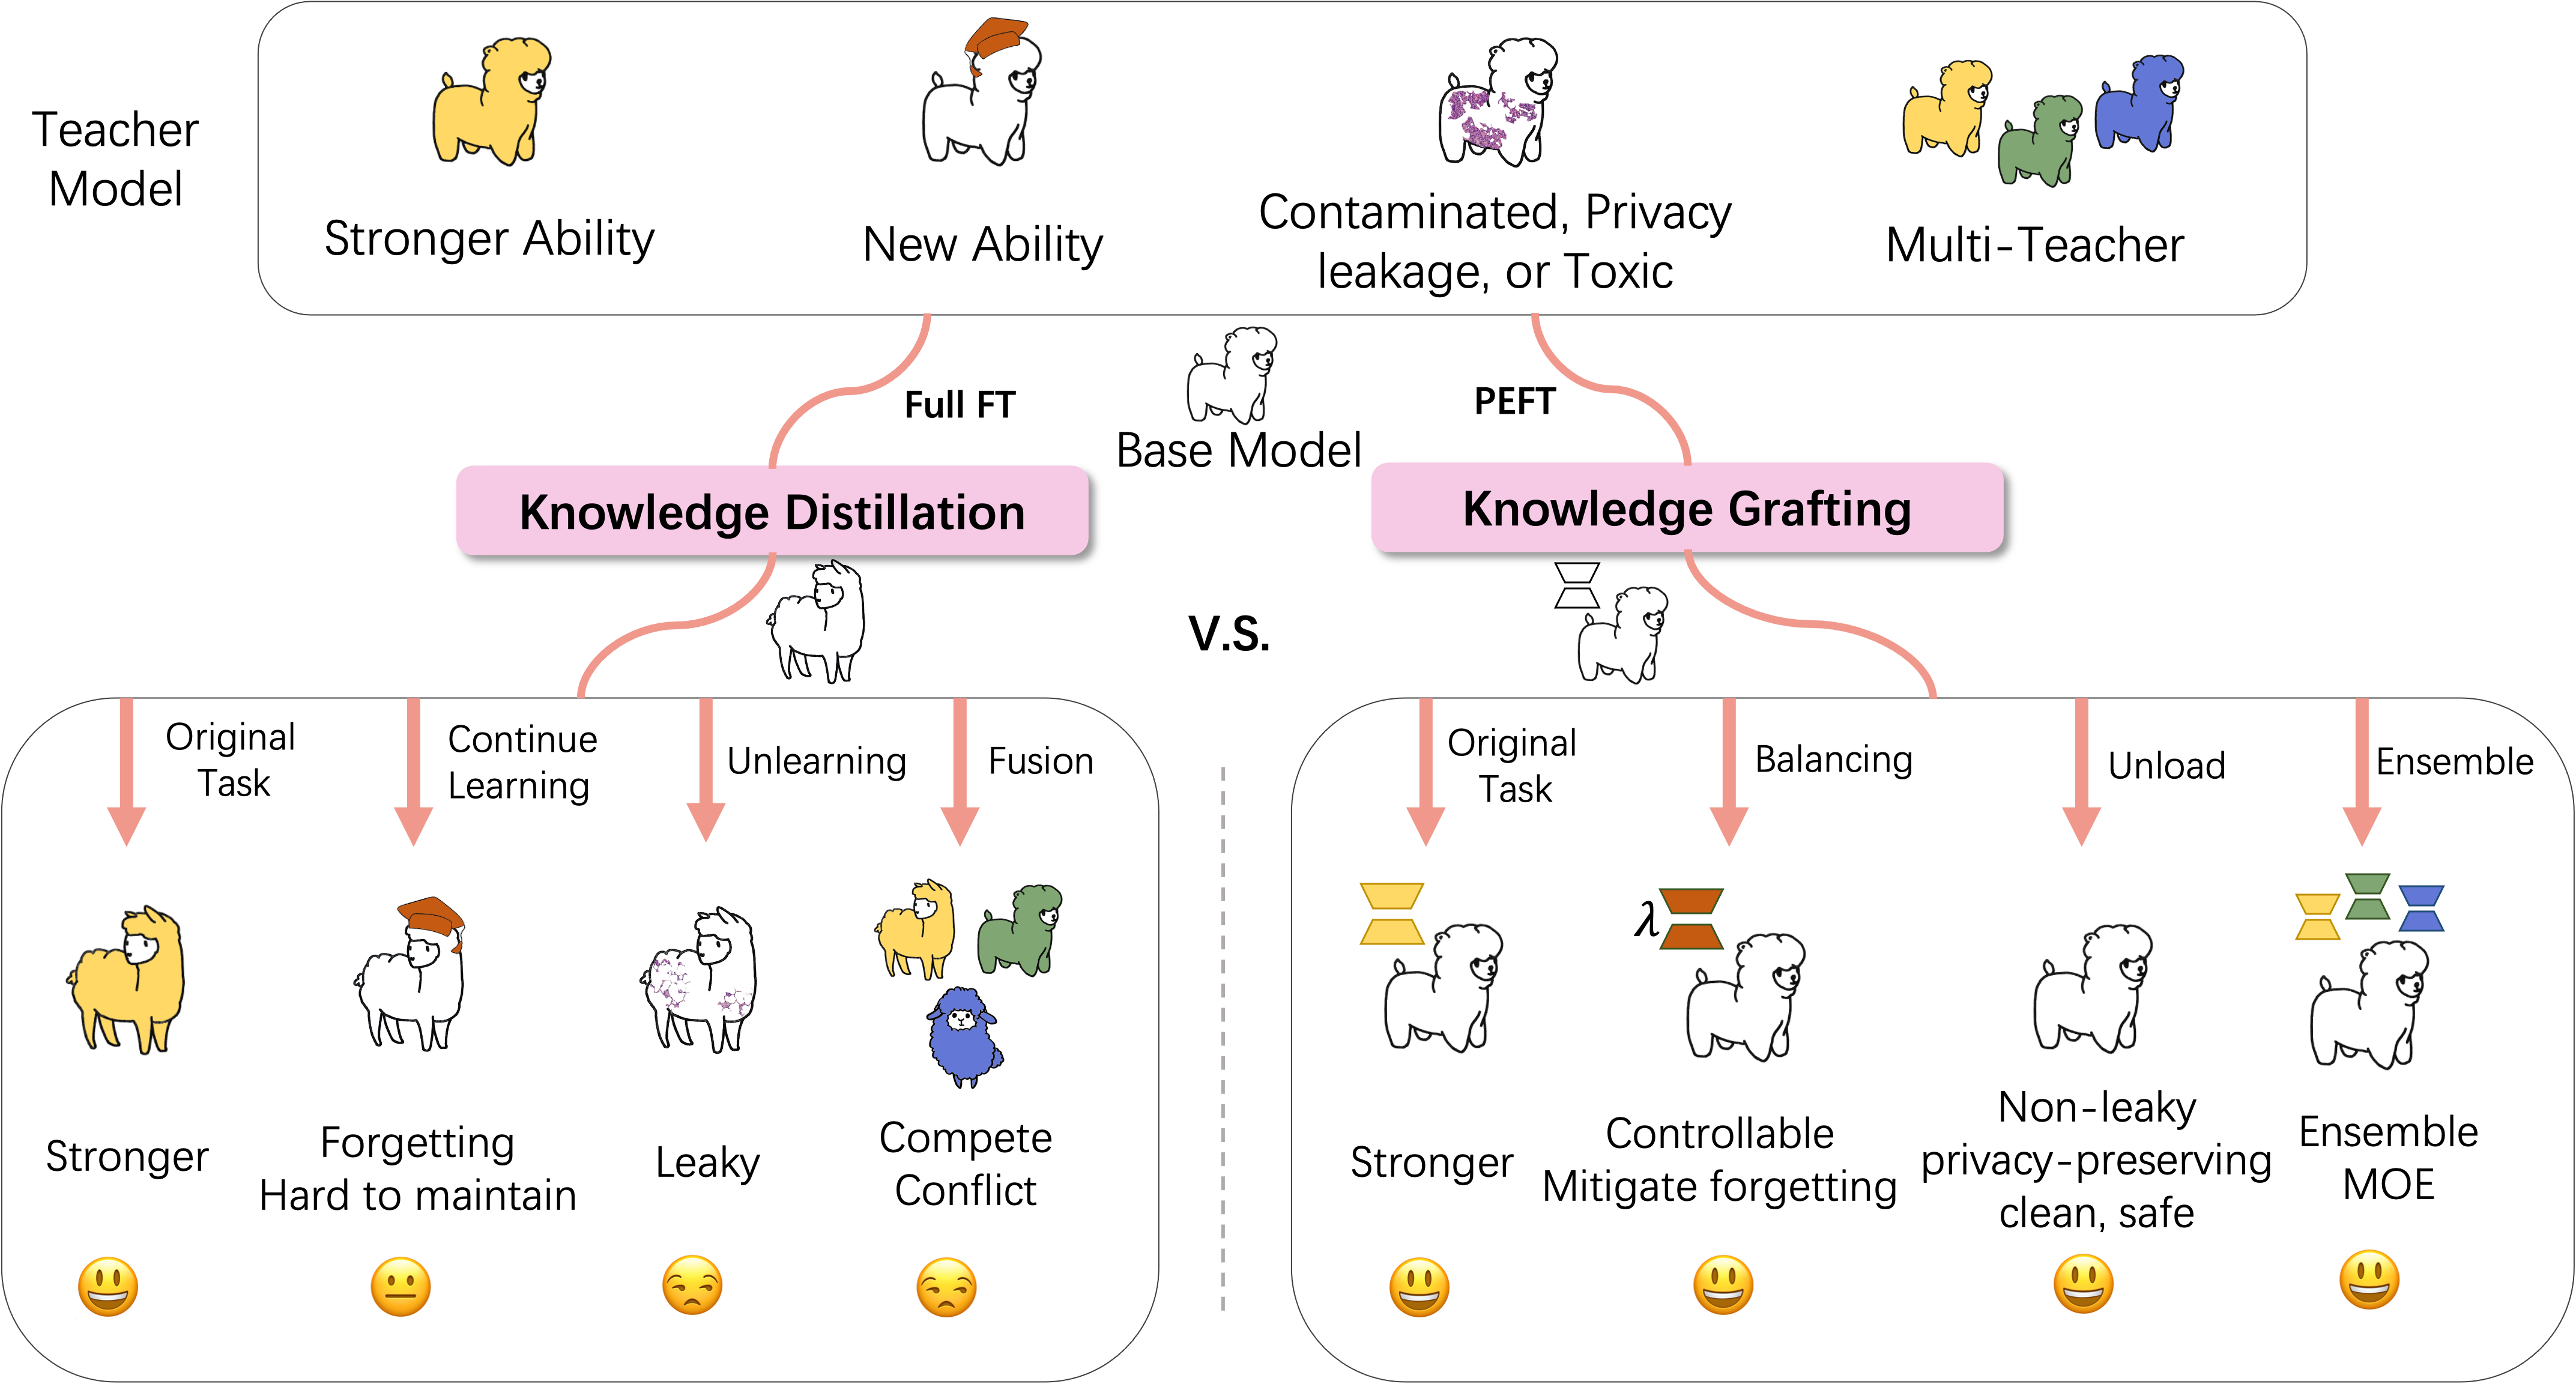 Teacher
Model
Stronger Ability
New Ability
Contaminated, Privacy
leakage, or Toxic
Multi-Teacher
Full FT
Base Model
PEFT
Knowledge Distillation
Knowledge Grafting
V.S.
Original
Task
Continue
Learning
Unlearning
Fusion
Stronger
Forgetting
Hard to maintain
Leaky
Compete
Conflict
Original
Task
Balancing
Unload
Ensemble
λ
Stronger
Controllable
Mitigate forgetting
Non-leaky
privacy-preserving
clean, safe
Ensemble
MOE